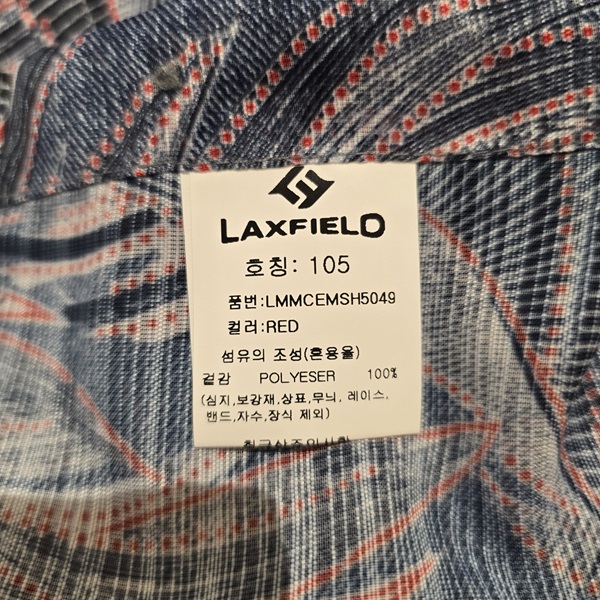 LAXFIELD
호칭: 105
품번:LMMCEMSH5049
컬러:RED
섬유의 조성(혼용율)
겉감 POLYESER 100%
(심지,보강재,상표,무늬, 레이스,
밴드,자수,장식 제외)